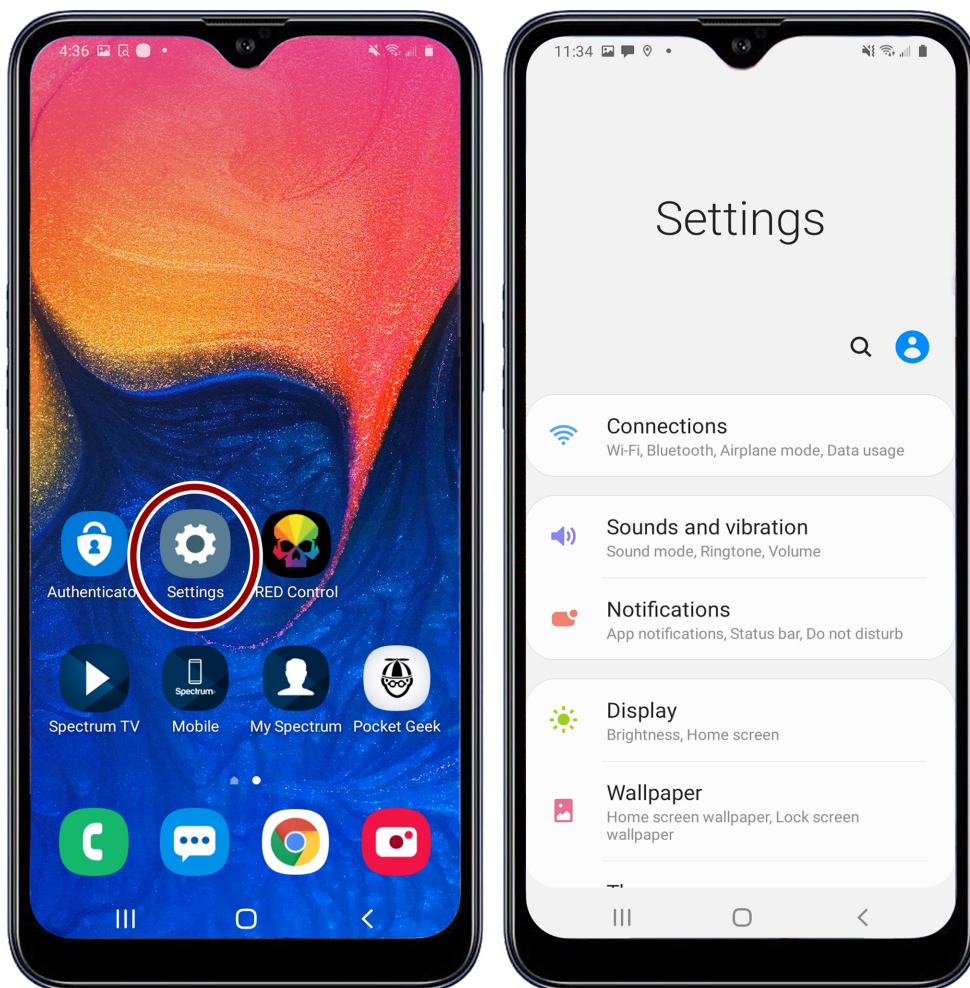 4:36
Authenticato
Settings
RED Control
Spectrum
Spectrum TV
Mobile
My Spectrum
Pocket Geek
11:34
Settings
Connections
Wi-Fi, Bluetooth, Airplane mode, Data usage
Sounds and vibration
Sound mode, Ringtone, Volume
Notifications
App notifications, Status bar, Do not disturb
Display
Brightness, Home screen
Wallpaper
Home screen wallpaper, Lock screen
wallpaper